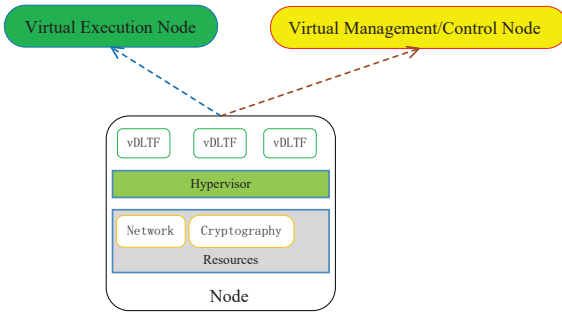 Virtual Execution Node
Virtual Management/Control Node
vDLTF
vDLTF
vDLTF
Hypervisor
Network
Cryptography
Resources
Node